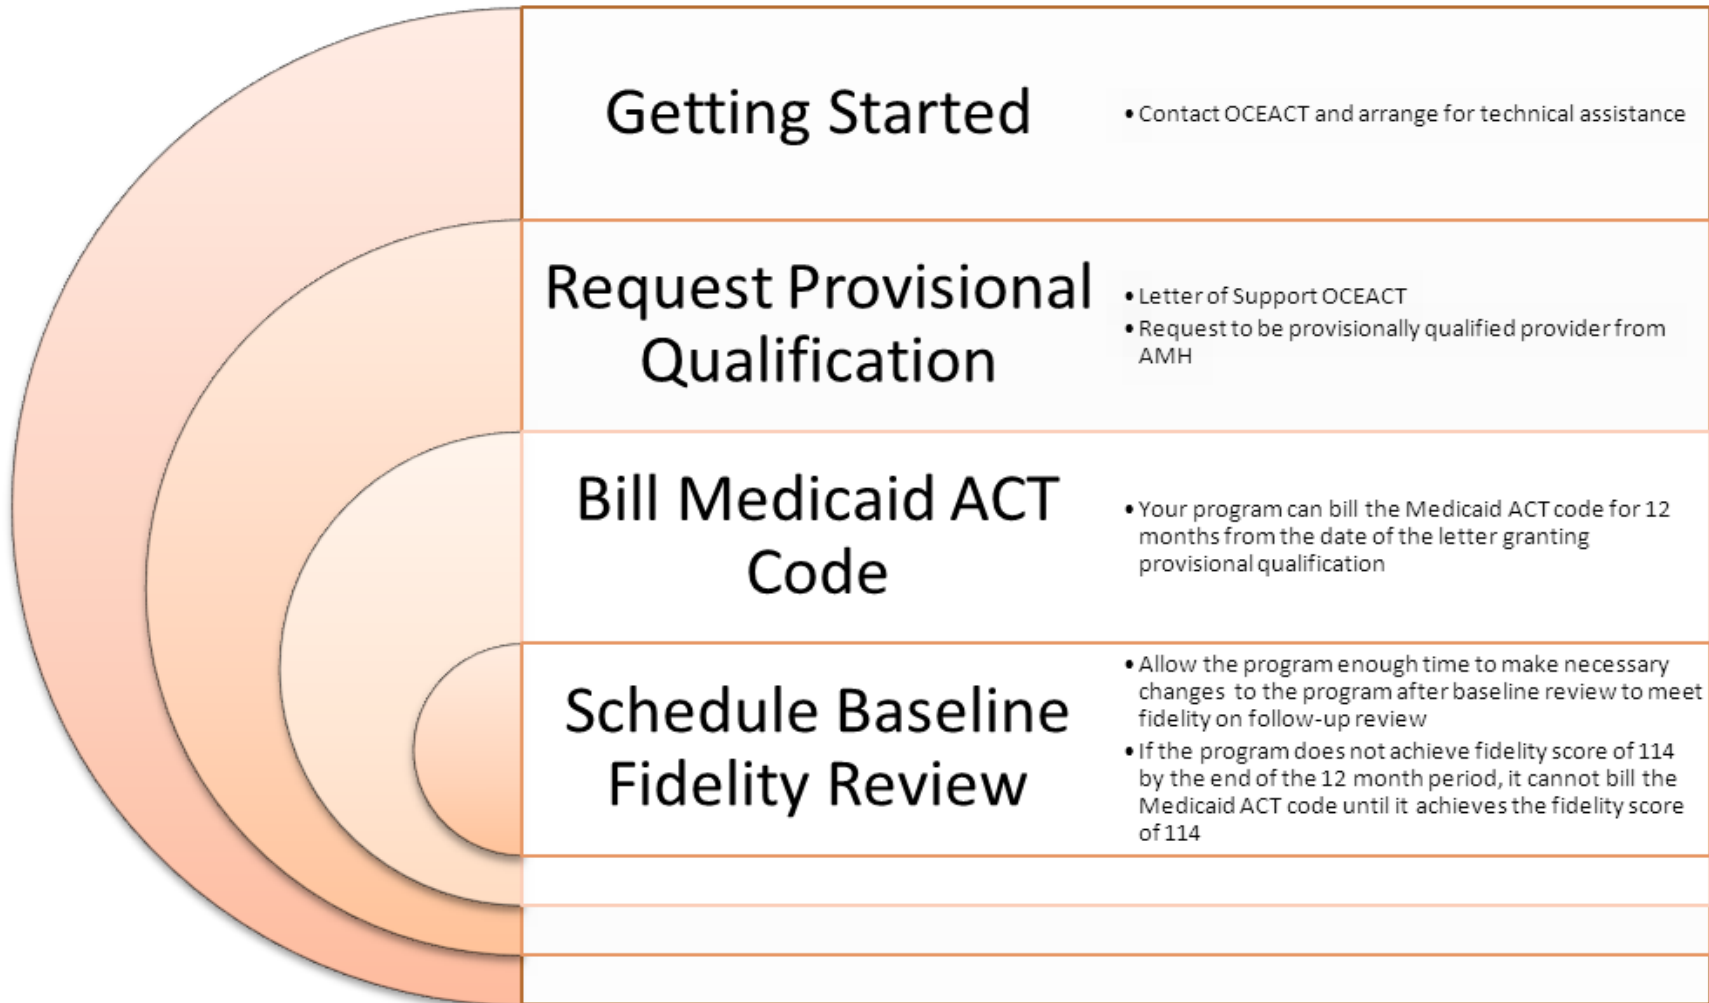 Getting Started
• Contact OCEACT and arrange for technical assistance
Request Provisional
Qualification
• Letter of Support OCEACT
• Request to be provisionally qualified provider from
AMH
Bill Medicaid ACT
Code
• Your program can bill the Medicaid ACT code for 12
months from the date of the letter granting
provisional qualification
Schedule Baseline
Fidelity Review
• Allow the program enough time to make necessary
changes to the program after baseline review to meet
fidelity on follow-up review
• If the program does not achieve fidelity score of 114
by the end of the 12 month period, it cannot bill the
Medicaid ACT code until it achieves the fidelity score
of 114